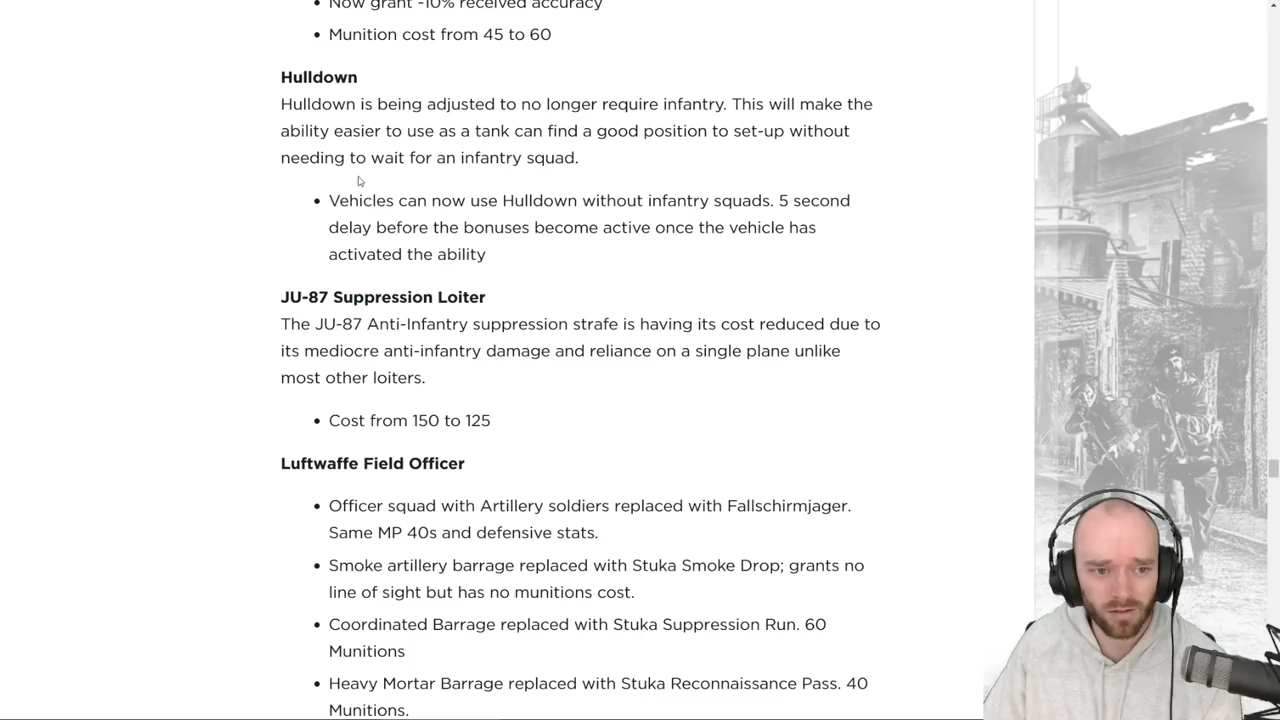 Now grant -10% received accuracy
Munition cost from 45 to 60
Hulldown
Hulldown is being adjusted to no longer require infantry. This will make the
ability easier to use as a tank can find a good position to set-up without
needing to wait for an infantry squad.
Vehicles can now use Hulldown without infantry squads. 5 second
delay before the bonuses become active once the vehicle has
activated the ability
JU-87 Suppression Loiter
The JU-87 Anti-Infantry suppression strafe is having its cost reduced due to
its mediocre anti-infantry damage and reliance on a single plane unlike
most other loiters.
Cost from 150 to 125
Luftwaffe Field Officer
Officer squad with Artillery soldiers replaced with Fallschirmjager.
Same MP 40s and defensive stats.
Smoke artillery barrage replaced with Stuka Smoke Drop; grants no
line of sight but has no munitions cost.
Coordinated Barrage replaced with Stuka Suppression Run. 60
Munitions
Heavy Mortar Barrage replaced with Stuka Reconnaissance Pass. 40
Munitions.